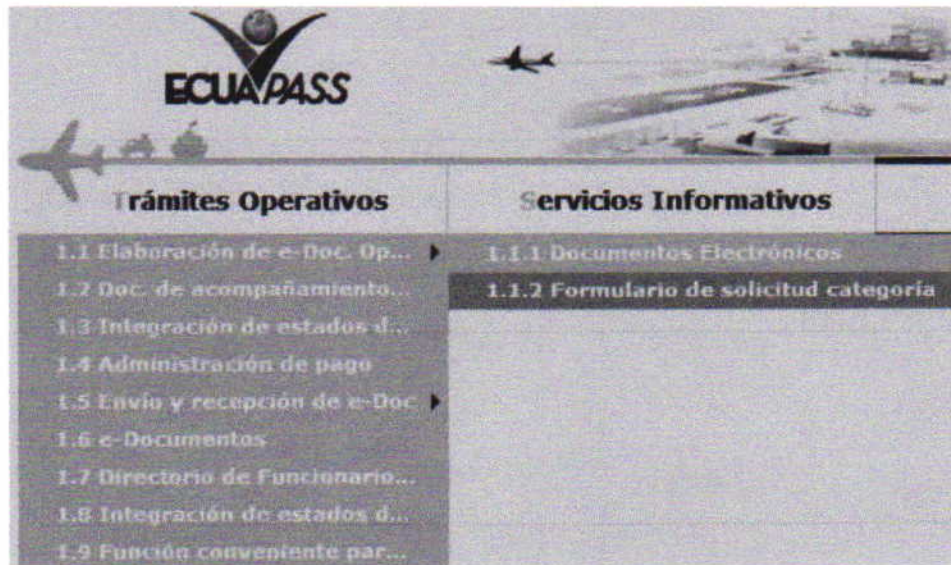 ECUAPASS
Trámites Operativos
Servicios Informativos
1.1 Elaboración de e-Doc. Op...
1.2 Doc. de acompañamiento...
1.3 Integración de estados d...
1.4 Administración de pago
1.5 Envío y recepción de e-Doc
1.6 e-Documentos
1.7 Directorio de Funcionario...
1.8 Integración de estados d...
1.9 Función conveniente par...
1.1.1 Documentos Electrónicos
1.1.2 Formulario de solicitud categoría